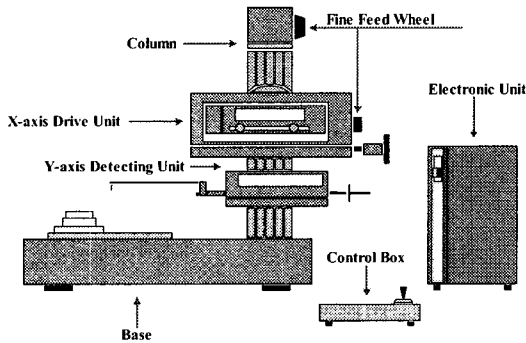 Fine Feed Wheel
Column
Electronic Unit
X-axis Drive Unit
Y-axis Detecting Unit
Control Box
Base